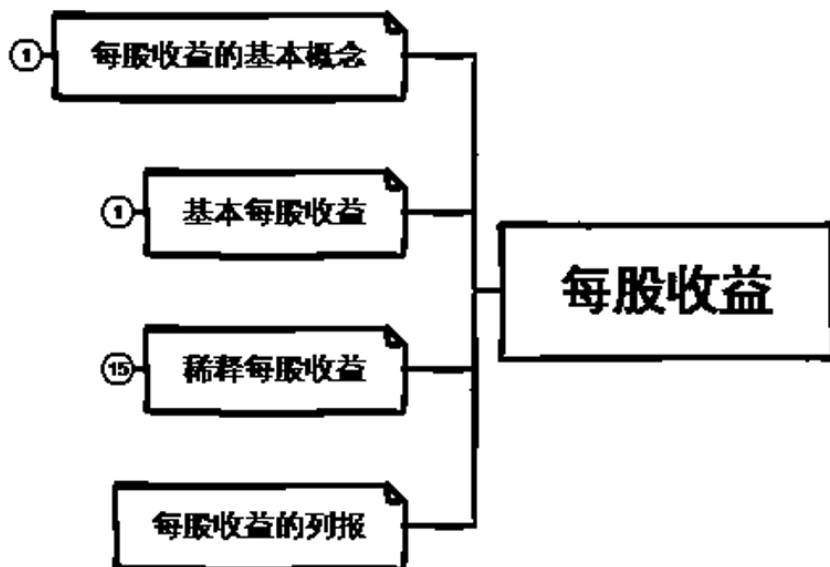 ① 每股收益的基本概念
① 基本每股收益
每股收益
⑮ 稀释每股收益
每股收益的列报